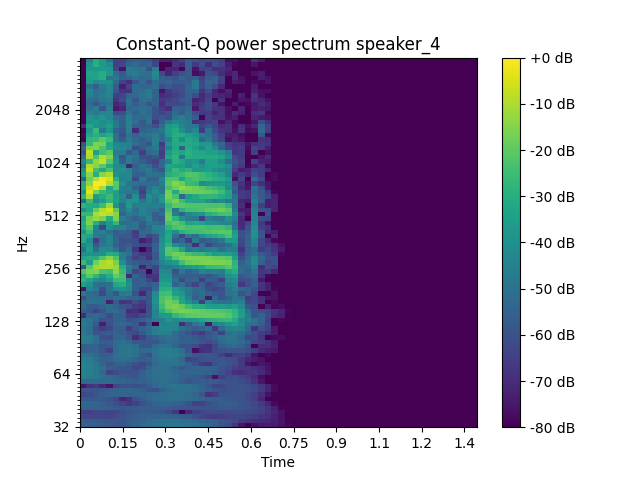 Constant-Q power spectrum speaker_4
Hz
2048
1024
512
256
128
64
32
0 0.15 0.3 0.45 0.6 0.75 0.9 1.1 1.2 1.4
Time
+0 dB
-10 dB
-20 dB
-30 dB
-40 dB
-50 dB
-60 dB
-70 dB
-80 dB